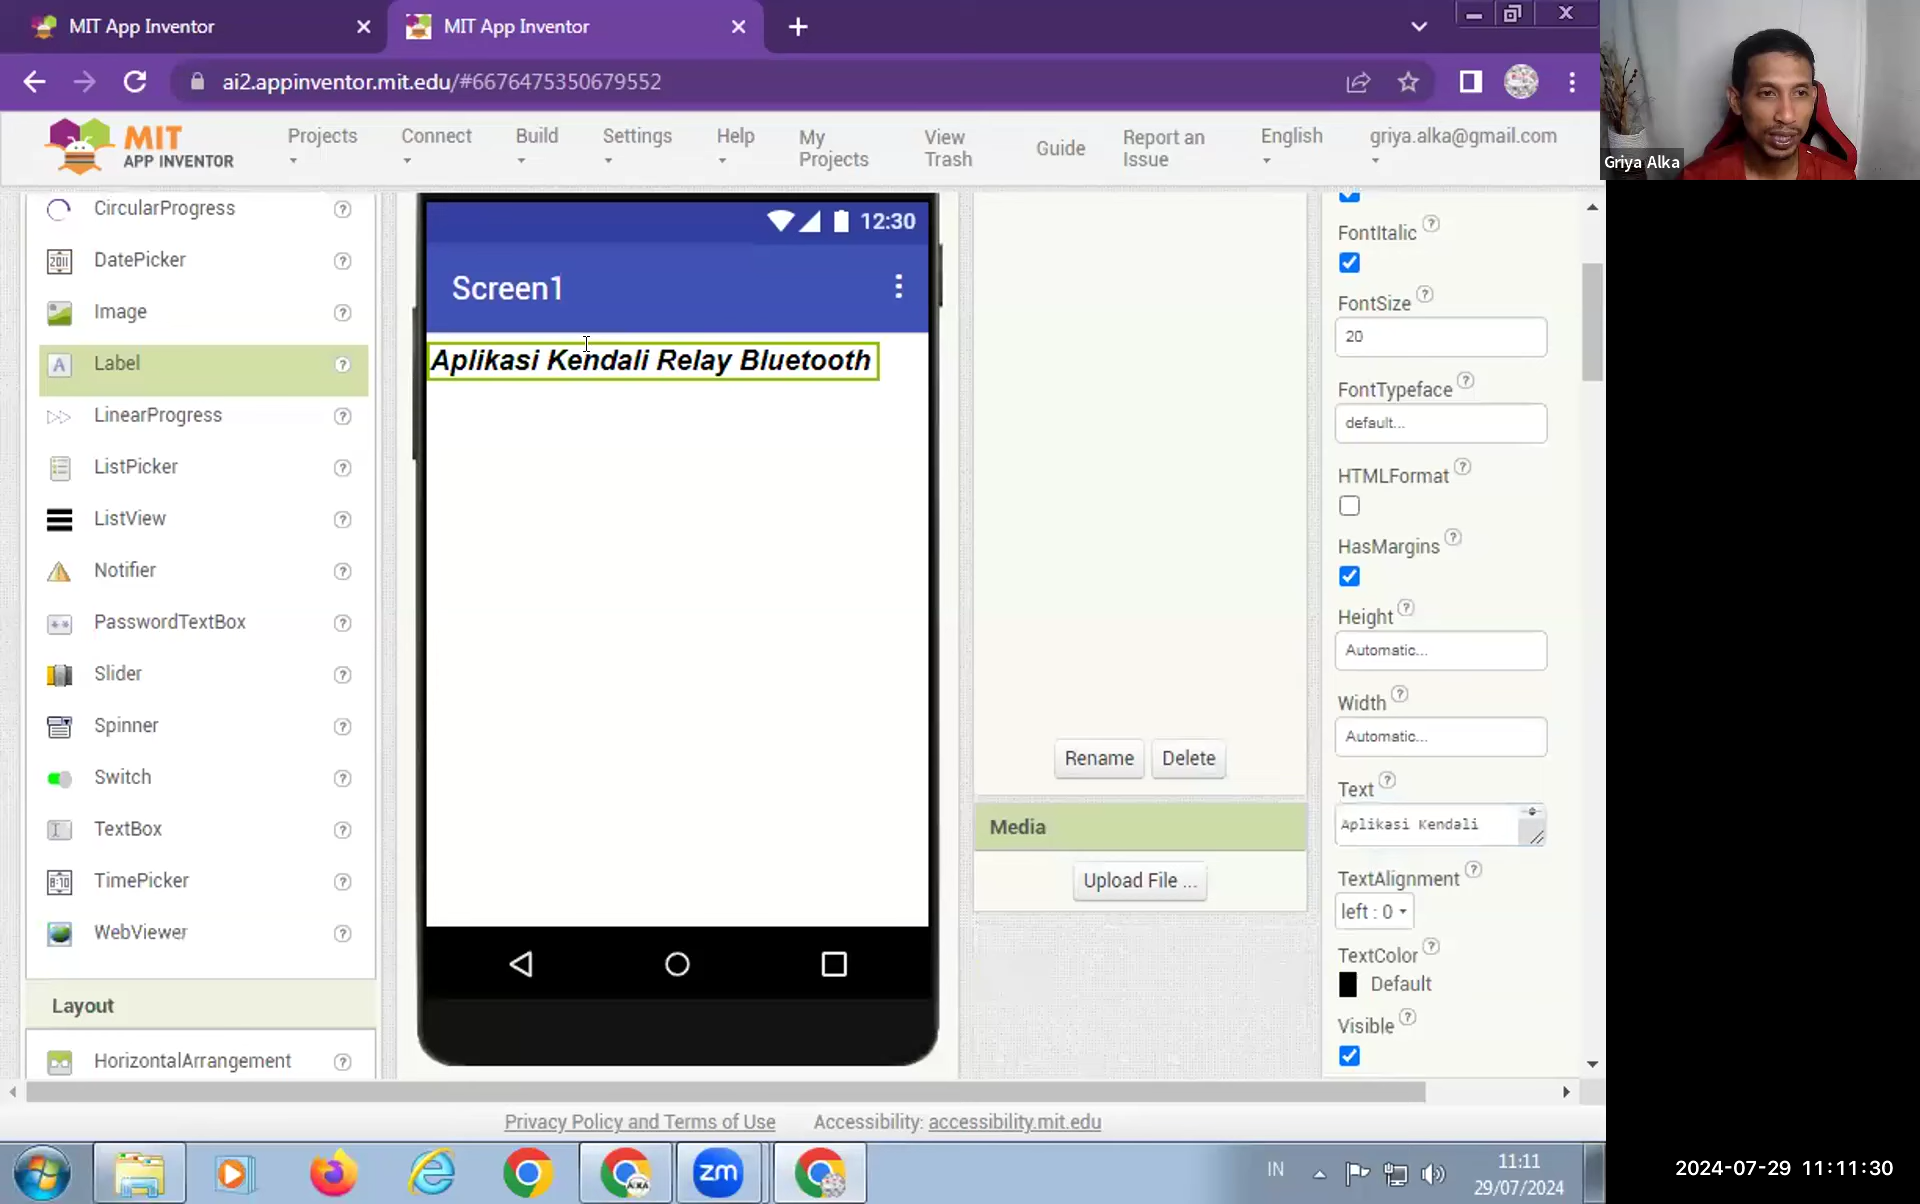 MIT App Inventor
MIT App Inventor
ai2.appinventor.mit.edu/#6676475350679552
MIT
APP INVENTOR
Projects
Connect
Build
Settings
Help
My
Projects
View
Trash
Guide
Report an
Issue
English
griya.alka@gmail.com
Griya Alka
CircularProgress
DatePicker
Image
Label
LinearProgress
ListPicker
ListView
Notifier
PasswordTextBox
Slider
Spinner
Switch
TextBox
TimePicker
WebViewer
Layout
HorizontalArrangement
12:30
Screen1
Aplikasi Kendali Relay Bluetooth
Rename
Delete
Media
Upload File ...
FontItalic
FontSize
20
FontTypeface
default...
HTMLFormat
HasMargins
Height
Automatic...
Width
Automatic...
Text
Aplikasi Kendali
TextAlignment
left : 0
TextColor
Default
Visible
Privacy Policy and Terms of Use
Accessibility: accessibility.mit.edu
zm
IN
11:11
29/07/2024
2024-07-29 11:11:30